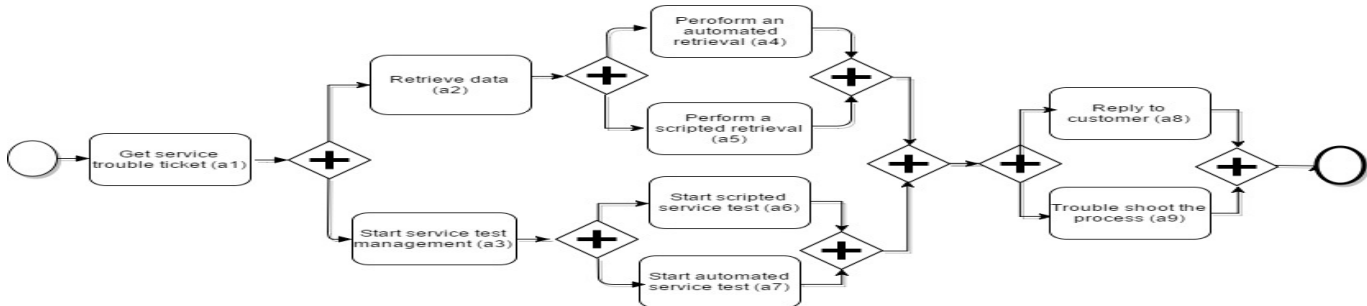 Get service
trouble ticket (a1)
Retrieve data
(a2)
Start service test
management (a3)
Peroform an
automated
retrieval (a4)
Perform a
scripted retrieval
(a5)
Start scripted
service test (a6)
Start automated
service test (a7)
Reply to
customer (a8)
Trouble shoot the
process (a9)